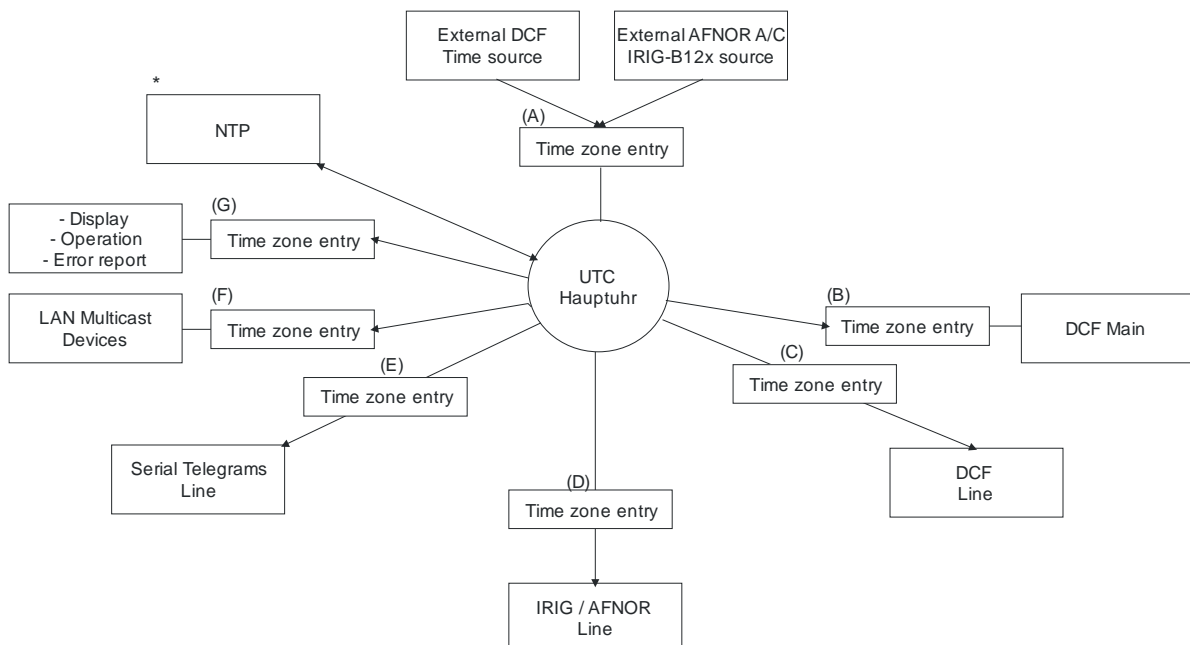 External DCF
Time source
External AFNOR A/C
IRIG-B12x source
*
NTP
(A)
Time zone entry
(G)
Time zone entry
- Display
- Operation
- Error report
UTC
Hauptuhr
(F)
Time zone entry
LAN Multicast
Devices
(B)
Time zone entry
DCF Main
(C)
Time zone entry
(E)
Time zone entry
Serial Telegrams
Line
DCF
Line
(D)
Time zone entry
IRIG / AFNOR
Line